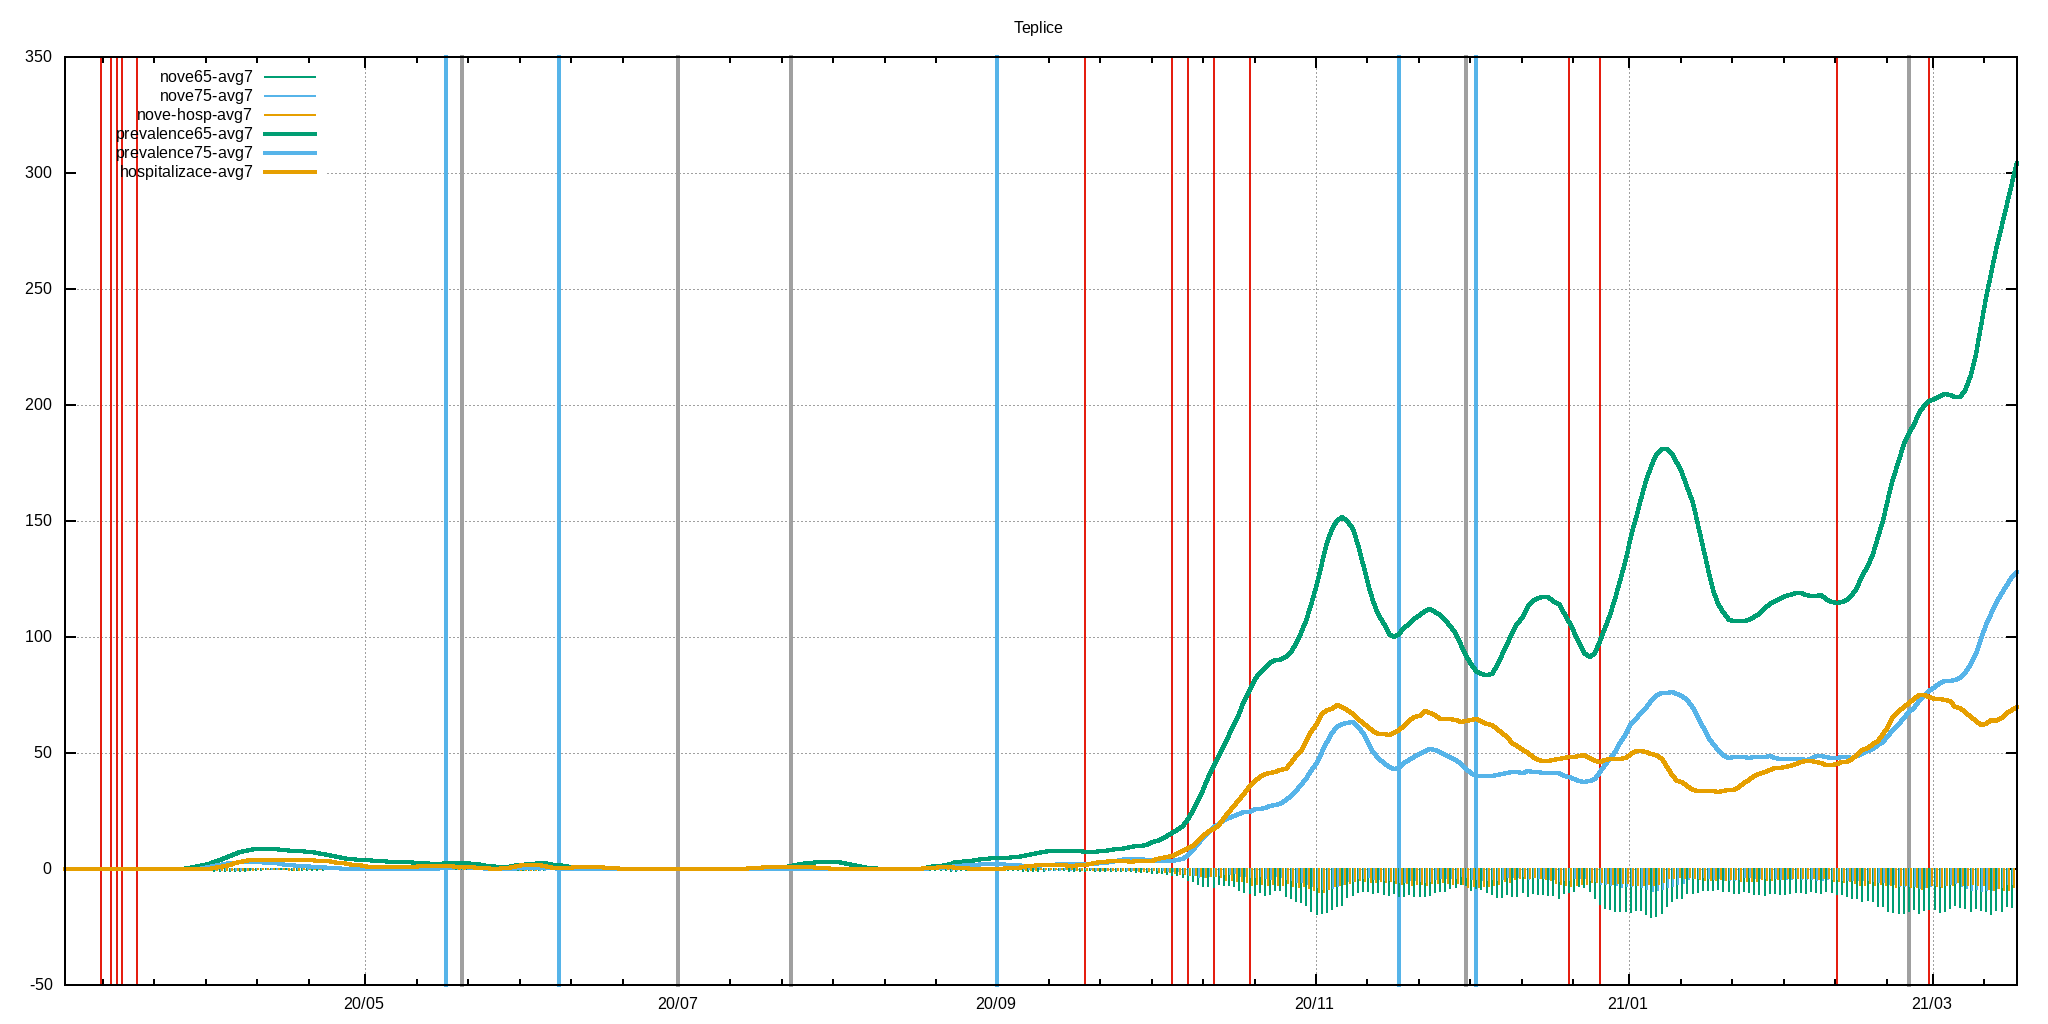 Teplice
350
300
250
200
150
100
50
0
-50
nove65-avg7
nove75-avg7
nove-hosp-avg7
prevalence65-avg7
prevalence75-avg7
hospitalizace-avg7
20/05
20/07
20/09
20/11
21/01
21/03